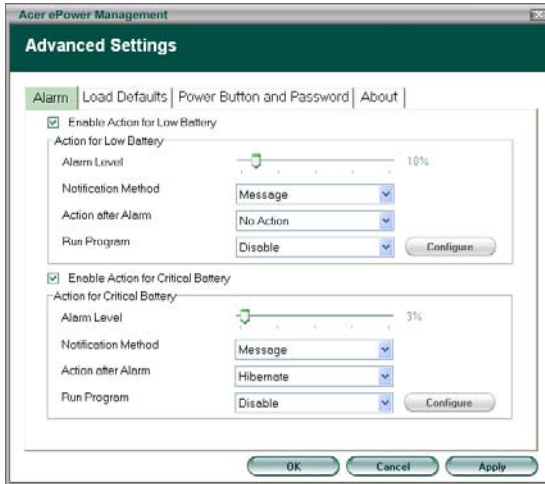 Acer ePower Management
Advanced Settings
Alarm Load Defaults Power Button and Password About
Enable Action for Low Battery
Action for Low Battery
Alarm Level 10%
Notification Method Message
Action after Alarm No Action
Run Program Disable Configure
Enable Action for Critical Battery
Action for Critical Battery
Alarm Level 3%
Notification Method Message
Action after Alarm Hibernate
Run Program Disable Configure
OK Cancel Apply